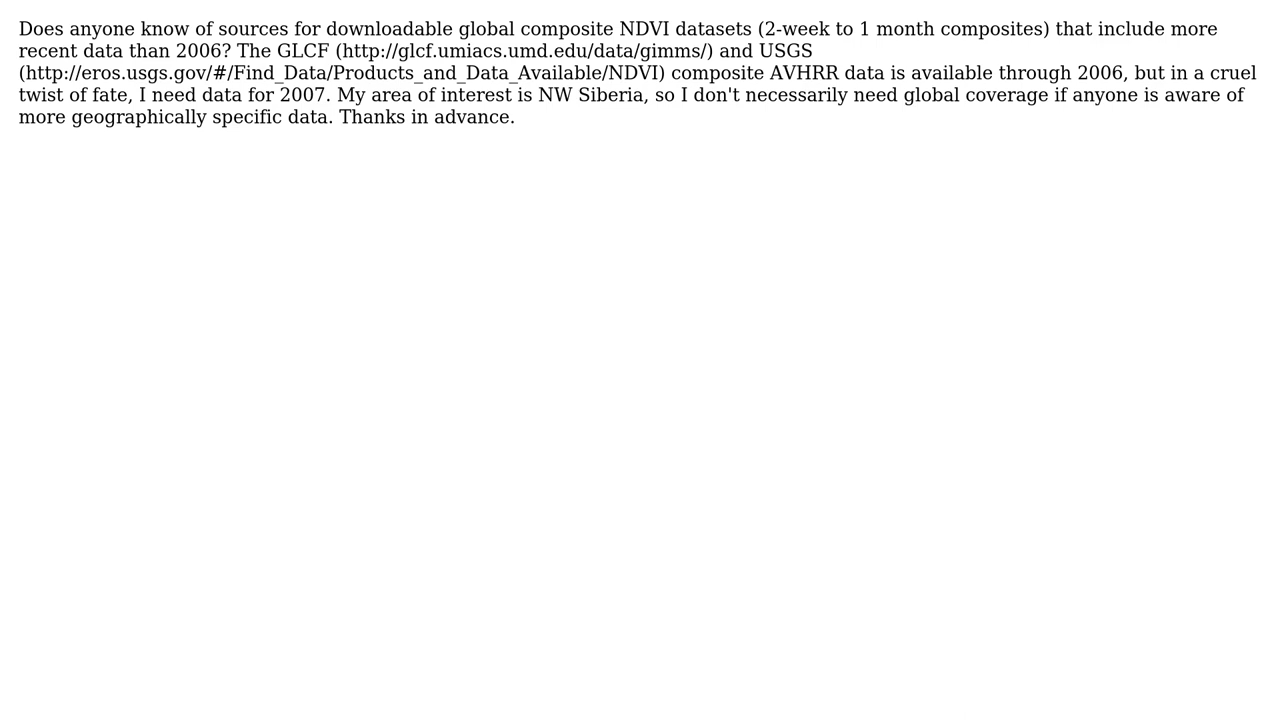 Does anyone know of sources for downloadable global composite NDVI datasets (2-week to 1 month composites) that include more
recent data than 2006? The GLCF (http://glcf.umiacs.umd.edu/data/gimms/) and USGS
(http://eros.usgs.gov/#/Find_Data/Products_and_Data_Available/NDVI) composite AVHRR data is available through 2006, but in a cruel
twist of fate, I need data for 2007. My area of interest is NW Siberia, so I don't necessarily need global coverage if anyone is aware of
more geographically specific data. Thanks in advance.